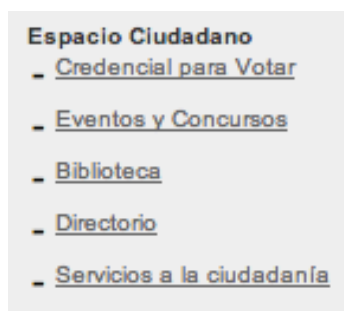 Espacio Ciudadano
- Credencial para Votar
- Eventos y Concursos
- Biblioteca
- Directorio
- Servicios a la ciudadanía